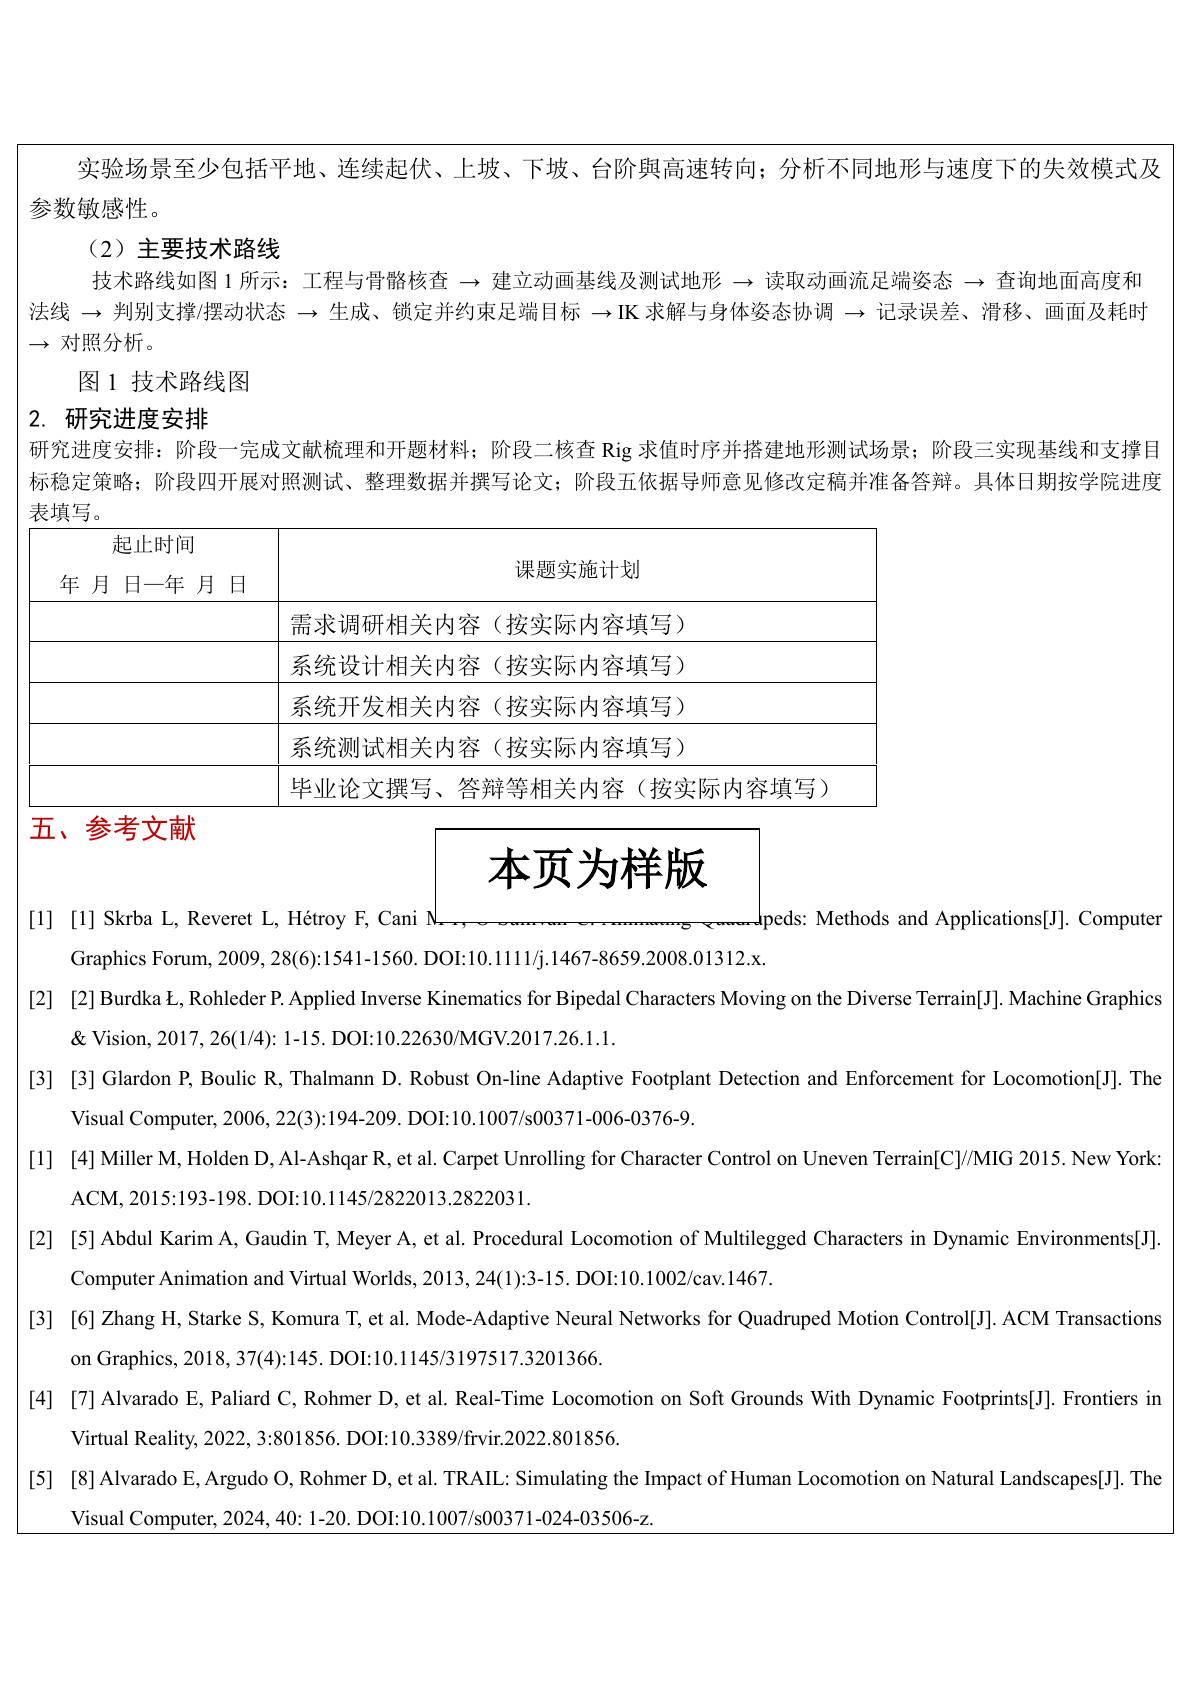 实验场景至少包括平地、连续起伏、上坡、下坡、台阶與高速转向；分析不同地形与速度下的失效模式及
参数敏感性。
（2）主要技术路线
技术路线如图 1 所示：工程与骨骼核查 → 建立动画基线及测试地形 → 读取动画流足端姿态 → 查询地面高度和
法线 → 判别支撑/摆动状态 → 生成、锁定并约束足端目标 → IK 求解与身体姿态协调 → 记录误差、滑移、画面及耗时
→ 对照分析。
图 1 技术路线图
2. 研究进度安排
研究进度安排：阶段一完成文献梳理和开题材料；阶段二核查 Rig 求值时序并搭建地形测试场景；阶段三实现基线和支撑目
标稳定策略；阶段四开展对照测试、整理数据并撰写论文；阶段五依据导师意见修改定稿并准备答辩。具体日期按学院进度
表填写。
起止时间
年 月 日—年 月 日
课题实施计划
需求调研相关内容（按实际内容填写）
系统设计相关内容（按实际内容填写）
系统开发相关内容（按实际内容填写）
系统测试相关内容（按实际内容填写）
毕业论文撰写、答辩等相关内容（按实际内容填写）
五、参考文献
本页为样版
[1] [1] Skrba L, Reveret L, Hétroy F, Cani Methods and Applications[J]. Computer
Graphics Forum, 2009, 28(6):1541-1560. DOI:10.1111/j.1467-8659.2008.01312.x.
[2] [2] Burdka Ł, Rohleder P. Applied Inverse Kinematics for Bipedal Characters Moving on the Diverse Terrain[J]. Machine Graphics
& Vision, 2017, 26(1/4): 1-15. DOI:10.22630/MGV.2017.26.1.1.
[3] [3] Glardon P, Boulic R, Thalmann D. Robust On-line Adaptive Footplant Detection and Enforcement for Locomotion[J]. The
Visual Computer, 2006, 22(3):194-209. DOI:10.1007/s00371-006-0376-9.
[1] [4] Miller M, Holden D, Al-Ashqar R, et al. Carpet Unrolling for Character Control on Uneven Terrain[C]//MIG 2015. New York:
ACM, 2015:193-198. DOI:10.1145/2822013.2822031.
[2] [5] Abdul Karim A, Gaudin T, Meyer A, et al. Procedural Locomotion of Multilegged Characters in Dynamic Environments[J].
Computer Animation and Virtual Worlds, 2013, 24(1):3-15. DOI:10.1002/cav.1467.
[3] [6] Zhang H, Starke S, Komura T, et al. Mode-Adaptive Neural Networks for Quadruped Motion Control[J]. ACM Transactions
on Graphics, 2018, 37(4):145. DOI:10.1145/3197517.3201366.
[4] [7] Alvarado E, Paliard C, Rohmer D, et al. Real-Time Locomotion on Soft Grounds With Dynamic Footprints[J]. Frontiers in
Virtual Reality, 2022, 3:801856. DOI:10.3389/frvir.2022.801856.
[5] [8] Alvarado E, Argudo O, Rohmer D, et al. TRAIL: Simulating the Impact of Human Locomotion on Natural Landscapes[J]. The
Visual Computer, 2024, 40: 1-20. DOI:10.1007/s00371-024-03506-z.